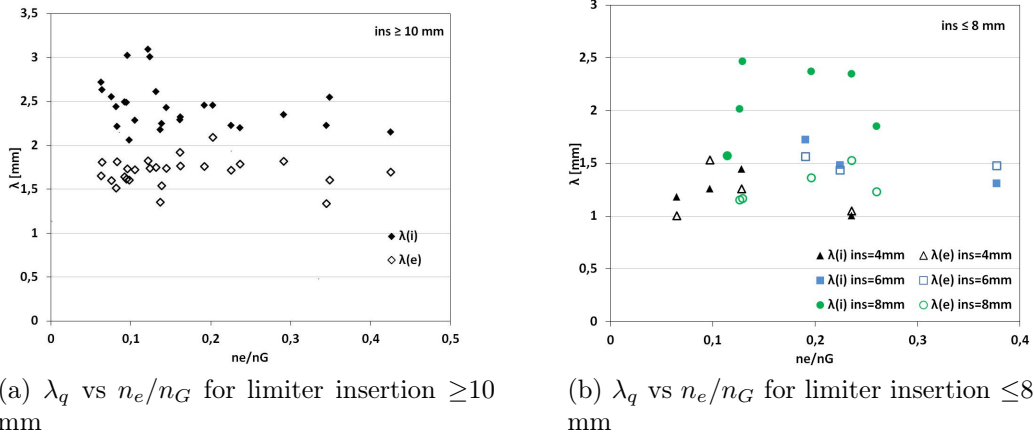 3,5
3
2,5
2
1,5
1
0,5
0
λ [mm]
0
0,1
0,2
0,3
0,4
0,5
ne/nG
ins ≥ 10 mm
λ(i)
λ(e)
3
2,5
2
1,5
1
0,5
0
λ [mm]
0
0,1
0,2
0,3
0,4
ne/nG
ins ≤ 8 mm
λ(i) ins=4mm λ(e) ins=4mm
λ(i) ins=6mm λ(e) ins=6mm
λ(i) ins=8mm λ(e) ins=8mm
(a) λq vs ne/nG for limiter insertion ≥10
mm
(b) λq vs ne/nG for limiter insertion ≤8
mm